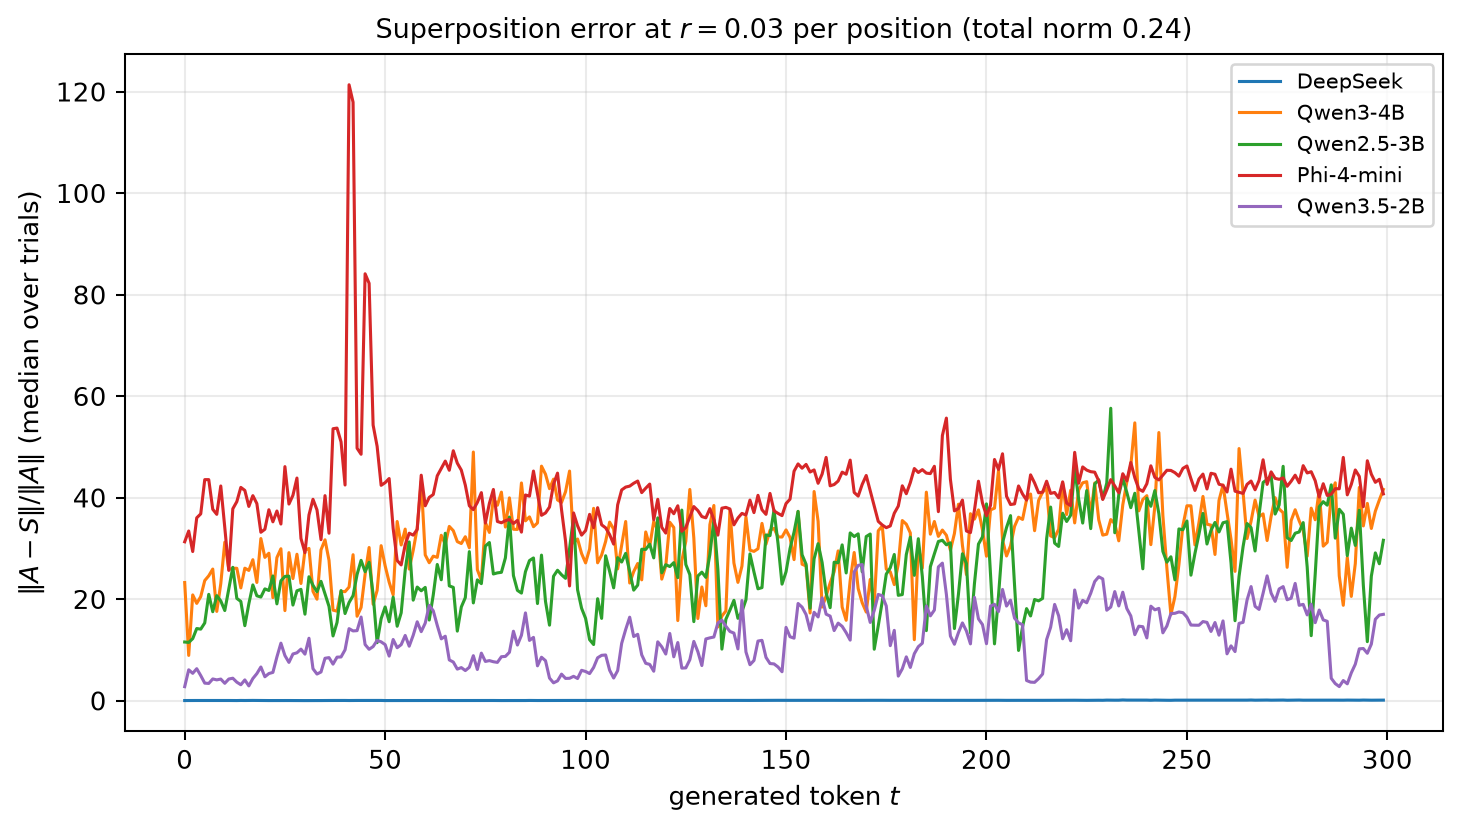 Superposition error at r = 0.03 per position (total norm 0.24)
‖A − S‖/‖A‖ (median over trials)
120
100
80
60
40
20
0
DeepSeek
Qwen3-4B
Qwen2.5-3B
Phi-4-mini
Qwen3.5-2B
0 50 100 150 200 250 300
generated token t